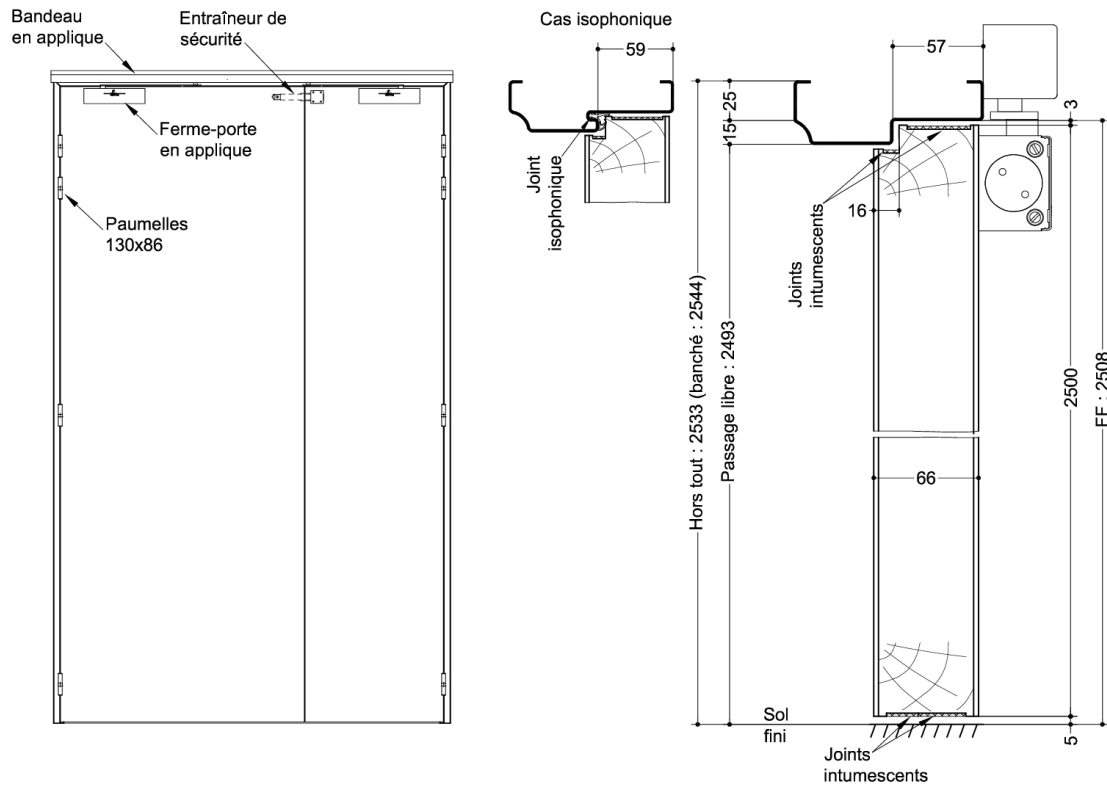 Bandeau
en applique
Entraîneur de
sécurité
Ferme-porte
en applique
Paumelles
130x86
Cas isophonique
59
Joint
isophonique
57
25
15
3
16
Joints
intumescents
Hors tout : 2533 (banché : 2544)
Passage libre : 2493
2500
EF : 2508
66
Sol
fini
5
Joints
intumescents